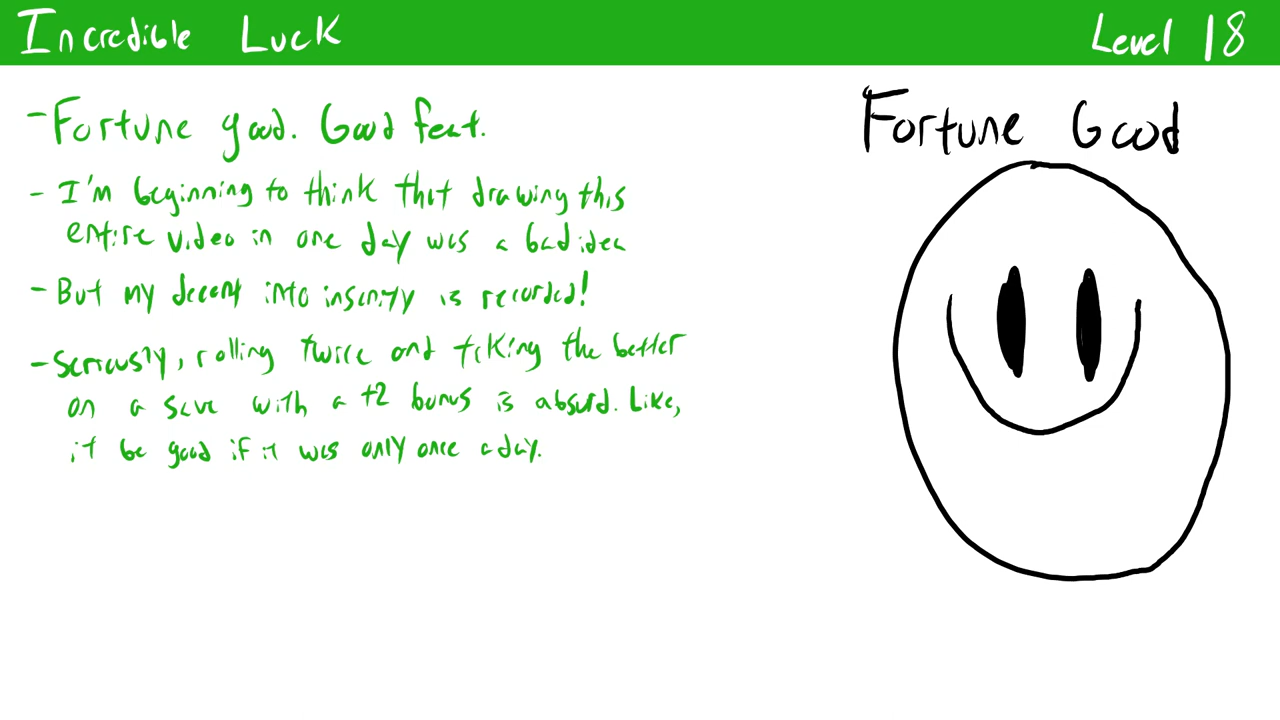 Incredible Luck
Level 18
- Fortune good. Good feat.
- I'm beginning to think that drawing this
entire video in one day was a bad idea
- But my decent into insanity is recorded!
- Seriously, rolling twice and taking the better
on a save with a +2 bonus is absurd. Like,
it be good if it was only once a day.
Fortune Good